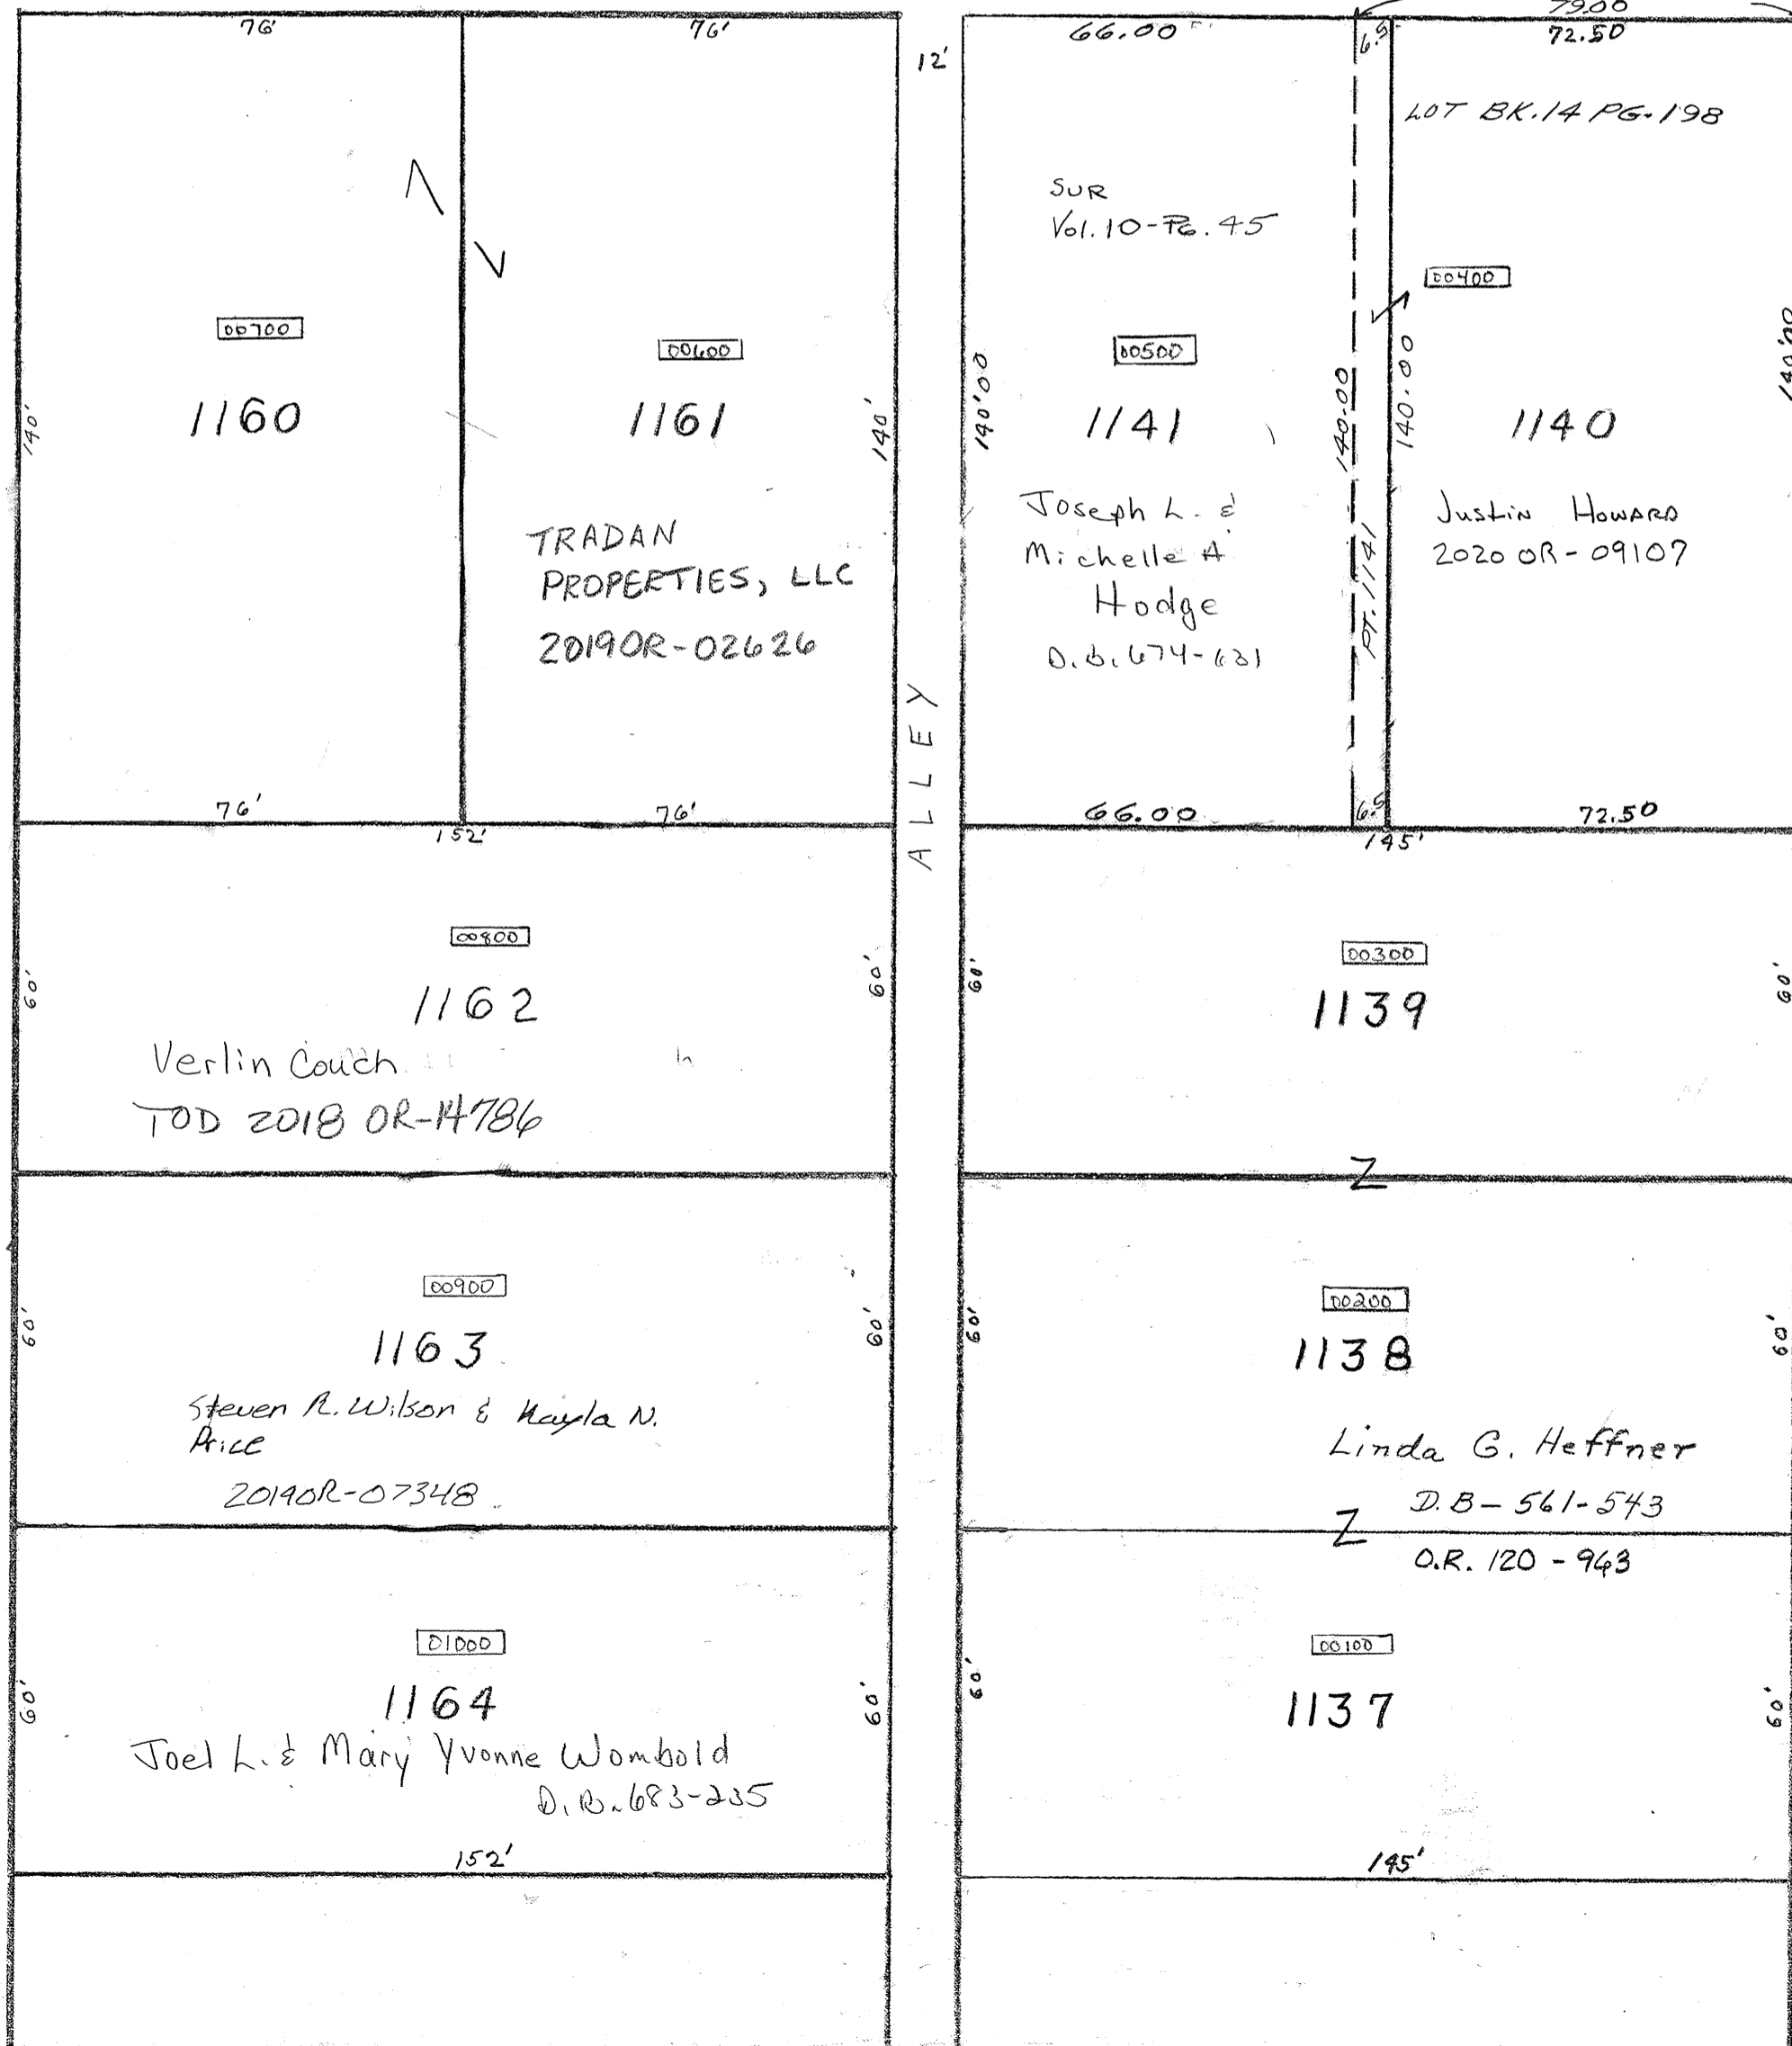 76'
76'
140'
00700
1160
00600
1161
140'
TRADAN
PROPERTIES, LLC
2019OR-02626
76'
76'
152'
12'
ALLEY
79.00
66.00
6.5
72.50
LOT BK.14 PG.198
SUR
Vol.10-PG.45
00400
00500
140'00
1141
140.00
140.00
1140
140'00
Joseph L. &
Michelle A
Hodge
D.B. 674-631
PT. 1141
Justin Howard
2020 OR-09107
66.00
6.5
72.50
145'
00800
60'
1162
60'
Verlin Couch
TOD 2018 OR-14786
00300
60'
1139
60'
00900
60'
1163
60'
Steven R. Wilson & Kayla N.
Price
2019OR-07348
00200
60'
1138
60'
Linda G. Heffner
D.B-561-543
O.R. 120-963
01000
60'
1164
60'
Joel L. & Mary Yvonne Wombold
D.B. 683-235
152'
00100
60'
1137
60'
145'